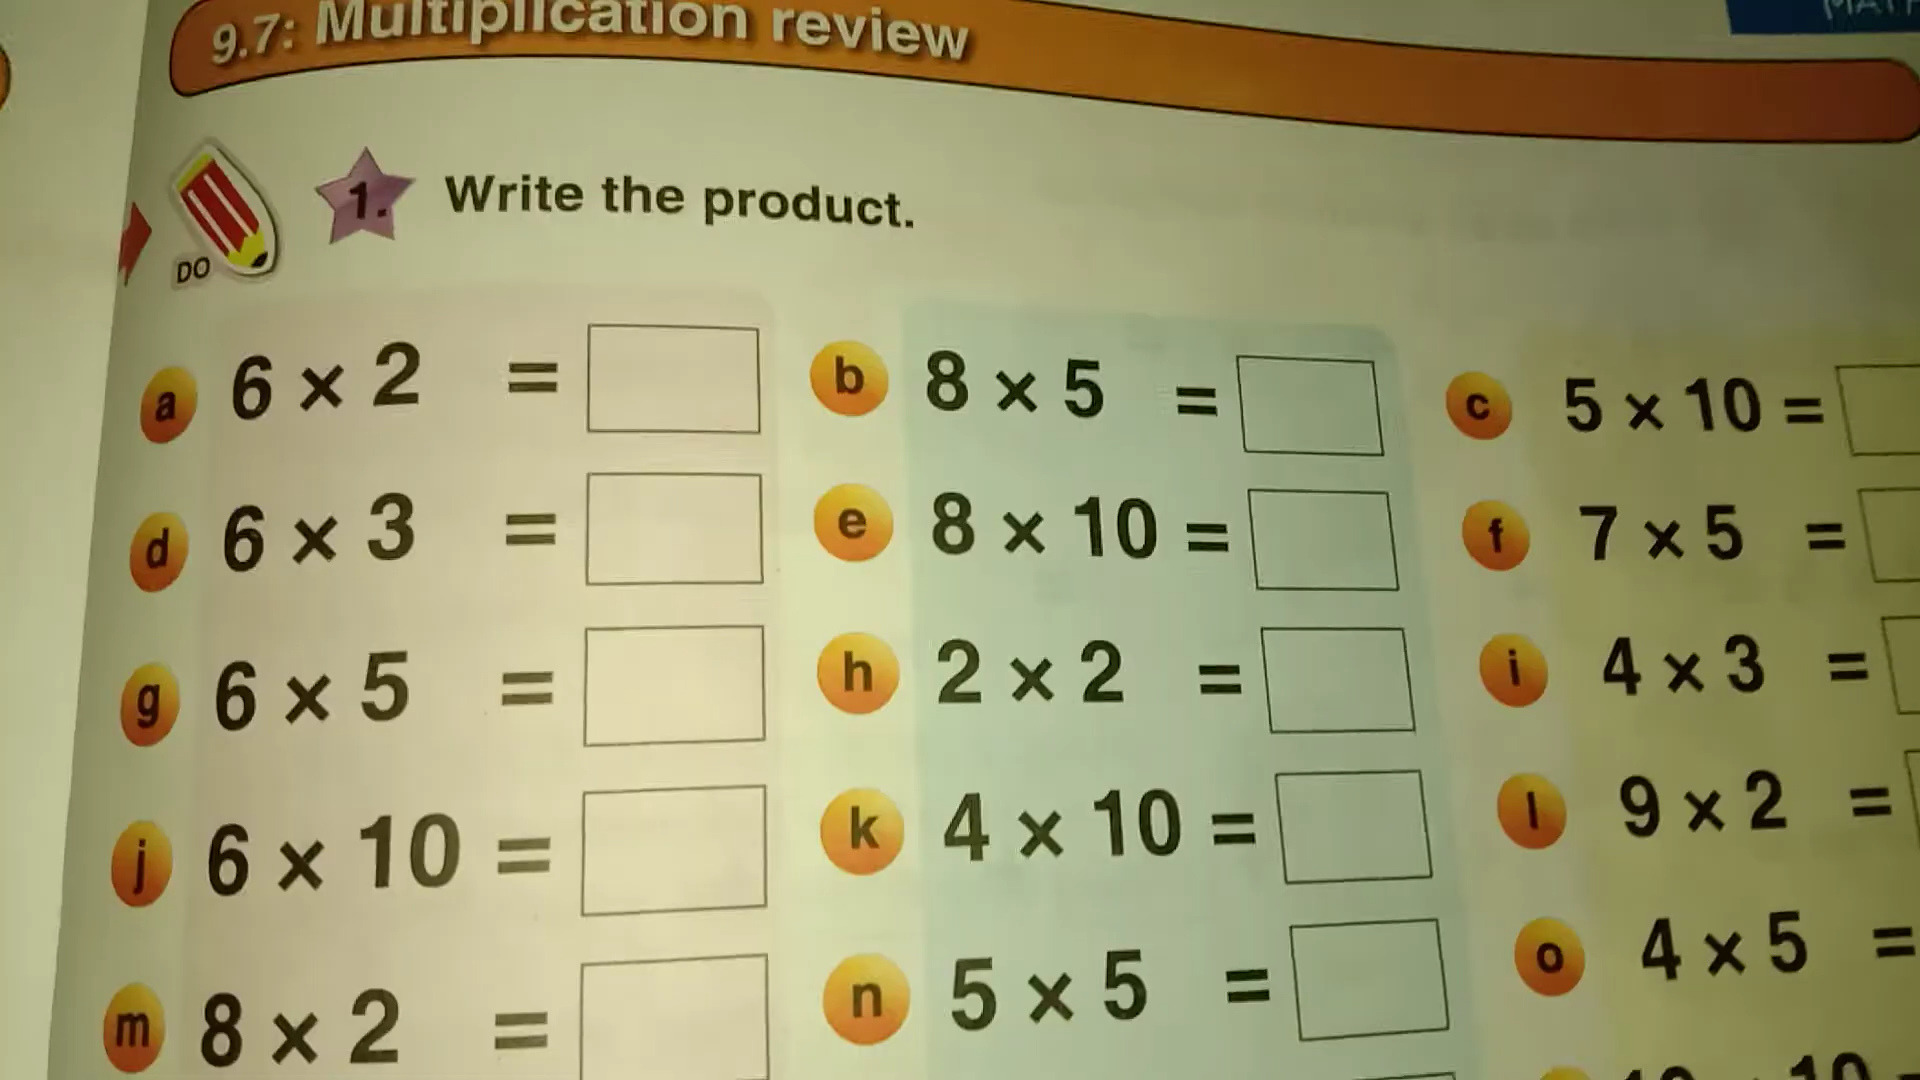 9.7: Multiplication review
DO
1. Write the product.
a 6 × 2 =
b 8 × 5 =
c 5 × 10 =
d 6 × 3 =
e 8 × 10 =
f 7 × 5 =
g 6 × 5 =
h 2 × 2 =
i 4 × 3 =
j 6 × 10 =
k 4 × 10 =
l 9 × 2 =
m 8 × 2 =
n 5 × 5 =
o 4 × 5 =